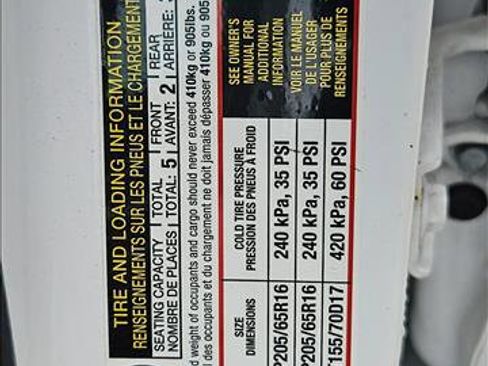 TIRE AND LOADING INFORMATION
RENSEIGNEMENTS SUR LES PNEUS ET LE CHARGEMENT
SEATING CAPACITY | TOTAL | FRONT | REAR
NOMBRE DE PLACES | TOTAL: 5 | AVANT: 2 | ARRIÈRE:
weight of occupants and cargo should never exceed 410kg or 905lbs.
des occupants et du chargement ne doit jamais dépasser 410kg ou 905
SIZE
DIMENSIONS
COLD TIRE PRESSURE
PRESSION DES PNEUS À FROID
P205/65R16 240 kPa, 35 PSI
P205/65R16 240 kPa, 35 PSI
T155/70D17 420 kPa, 60 PSI
SEE OWNER'S
MANUAL FOR
ADDITIONAL
INFORMATION
VOIR LE MANUEL
DE L'USAGER
POUR PLUS DE
RENSEIGNEMENTS